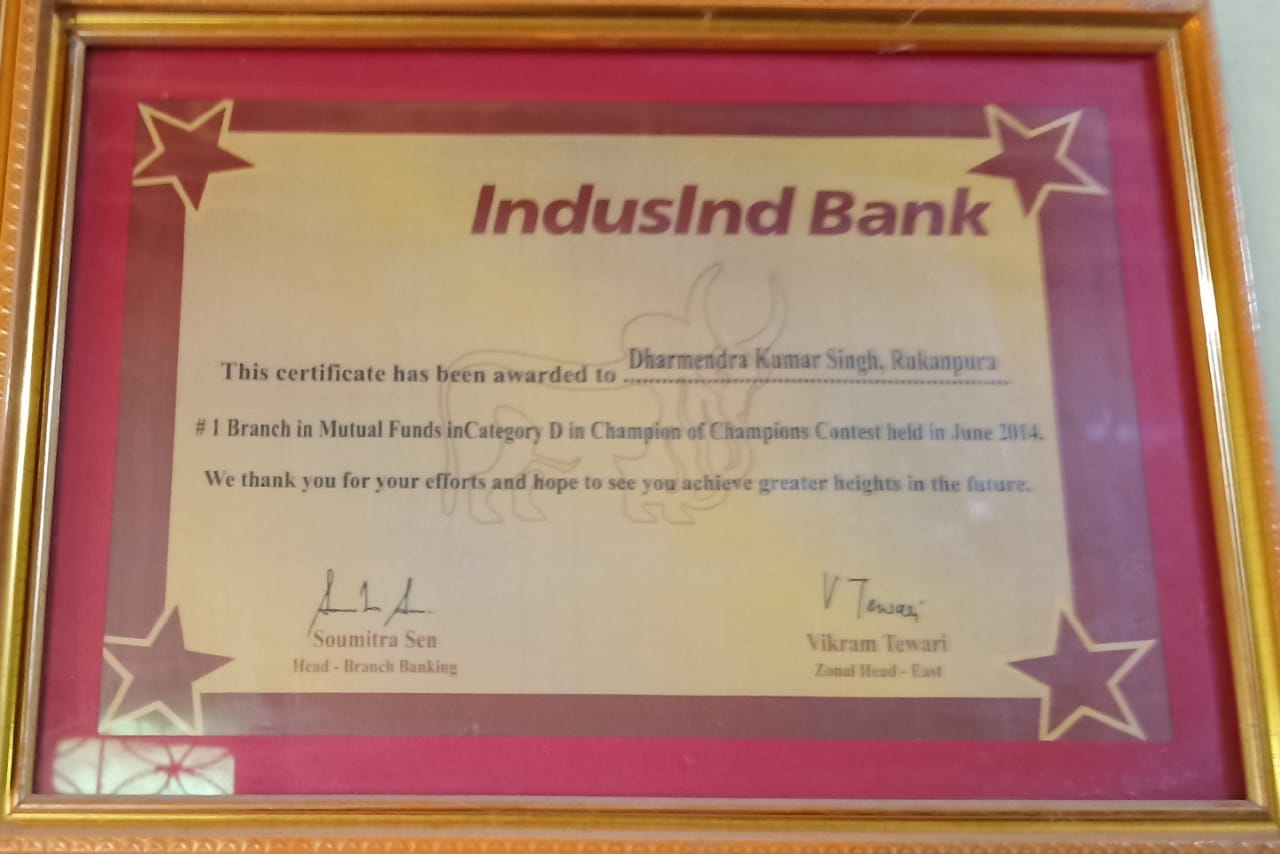 IndusInd Bank
This certificate has been awarded to Dharmendra Kumar Singh, Rukanpura
# 1 Branch in Mutual Funds inCategory D in Champion of Champions Contest held in June 2014.
We thank you for your efforts and hope to see you achieve greater heights in the future.
V Tewari
Soumitra Sen
Head - Branch Banking
Vikram Tewari
Zonal Head - East